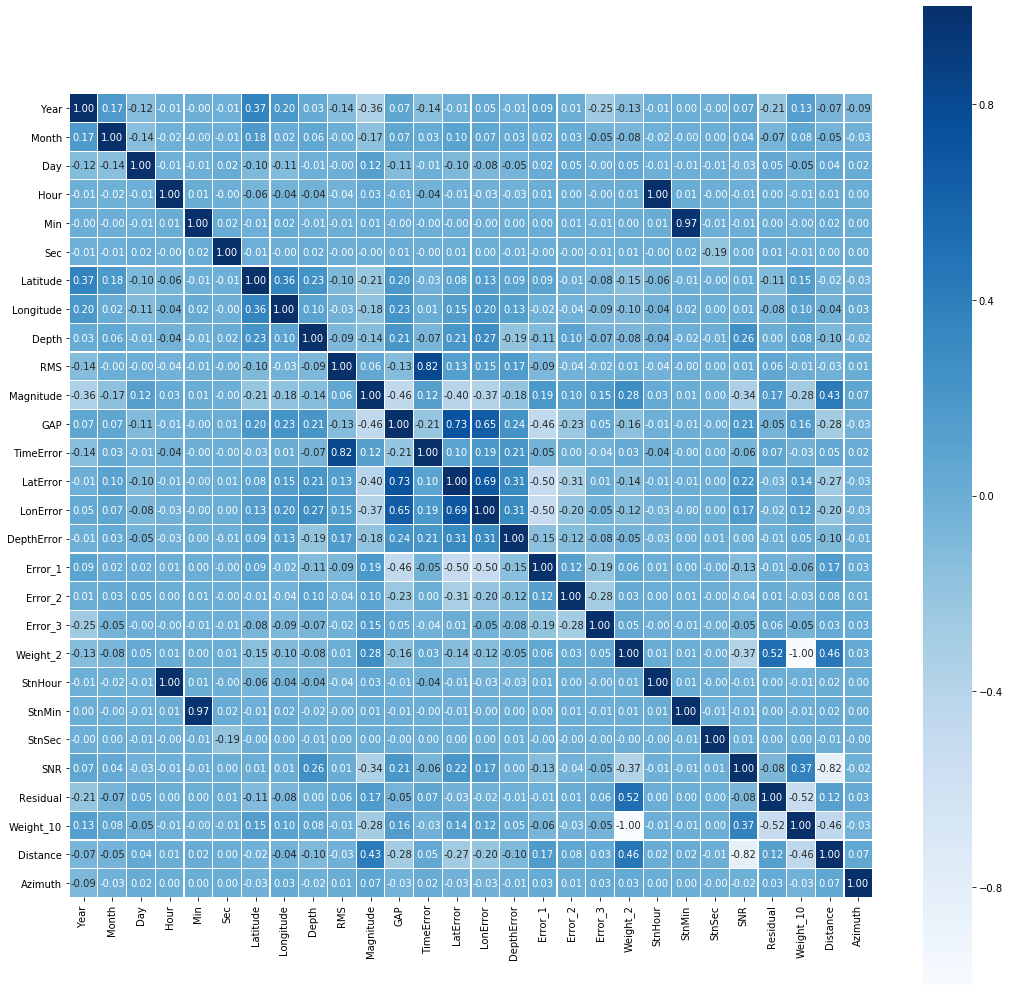 Year 1.00 0.17 -0.12 -0.01 -0.00 -0.01 0.37 0.20 0.03 -0.14 -0.36 0.07 -0.14 -0.01 0.05 -0.01 0.09 0.01 -0.25 -0.13 -0.01 0.00 -0.00 0.07 -0.21 0.13 -0.07 -0.09
0.8
Month 0.17 1.00 -0.14 -0.02 -0.00 -0.01 0.18 0.02 0.06 -0.00 -0.17 0.07 0.03 0.10 0.07 0.03 0.02 0.03 -0.05 -0.08 -0.02 -0.00 0.00 0.04 -0.07 0.08 -0.05 -0.03
Day -0.12 -0.14 1.00 -0.01 -0.01 0.02 -0.10 -0.11 -0.01 -0.00 0.12 -0.11 -0.01 -0.10 -0.08 -0.05 0.02 0.05 -0.00 0.05 -0.01 -0.01 -0.01 -0.03 0.05 -0.05 0.04 0.02
Hour -0.01 -0.02 -0.01 1.00 0.01 -0.00 -0.06 -0.04 -0.04 -0.04 0.03 -0.01 -0.04 -0.01 -0.03 -0.03 0.01 0.00 -0.00 0.01 1.00 0.01 -0.00 -0.01 0.00 -0.01 0.01 0.00
Min -0.00 -0.00 -0.01 0.01 1.00 0.02 -0.01 0.02 -0.01 0.01 0.01 -0.00 -0.00 -0.01 -0.00 0.00 0.00 0.01 -0.01 0.00 0.01 0.97 -0.01 -0.01 0.00 -0.00 0.02 0.00
Sec -0.01 -0.01 0.02 -0.00 0.02 1.00 -0.01 -0.00 0.02 -0.00 -0.00 0.01 -0.00 0.01 0.00 -0.01 0.00 -0.00 -0.00 0.01 -0.00 0.02 -0.19 0.00 0.01 -0.01 0.00 0.00
Latitude 0.37 0.18 -0.10 -0.06 -0.01 -0.01 1.00 0.36 0.23 -0.10 -0.21 0.20 -0.03 0.08 0.13 0.09 0.09 0.01 -0.08 -0.15 -0.06 -0.01 -0.00 0.01 -0.11 0.15 -0.02 -0.03
Longitude 0.20 0.02 -0.11 -0.04 0.02 -0.00 0.36 1.00 0.10 -0.03 -0.18 0.23 0.01 0.15 0.20 0.13 -0.02 -0.04 -0.09 -0.10 -0.04 0.02 0.00 0.01 -0.08 0.10 -0.04 0.03
0.4
Depth 0.03 0.06 -0.01 -0.04 -0.01 0.02 0.23 0.10 1.00 -0.09 -0.14 0.21 -0.07 0.21 0.27 -0.19 -0.11 0.10 -0.07 -0.08 -0.04 -0.02 -0.01 0.26 0.00 0.08 -0.10 -0.02
RMS -0.14 -0.00 -0.00 -0.04 0.01 -0.00 -0.10 -0.03 -0.09 1.00 0.06 -0.13 0.82 0.13 0.15 0.17 -0.09 -0.04 -0.02 0.01 -0.04 0.00 0.00 0.01 0.06 -0.01 -0.03 0.01
Magnitude -0.36 -0.17 0.12 0.03 0.01 -0.00 -0.21 -0.18 -0.14 0.06 1.00 -0.46 0.12 -0.40 -0.37 -0.18 0.19 0.10 0.15 0.28 0.03 0.01 0.00 -0.34 0.17 -0.28 0.43 0.07
GAP 0.07 0.07 -0.11 -0.01 -0.00 0.01 0.20 0.23 0.21 -0.13 -0.46 1.00 -0.21 0.73 0.65 0.24 -0.46 -0.23 0.05 -0.16 -0.01 -0.01 0.00 0.21 -0.05 0.16 -0.28 -0.03
TimeError -0.14 0.03 -0.01 -0.04 -0.00 -0.00 -0.03 0.01 -0.07 0.82 0.12 -0.21 1.00 0.10 0.19 0.21 -0.05 0.00 -0.04 0.03 -0.04 -0.00 0.00 -0.06 0.07 -0.03 0.05 0.02
LatError -0.01 0.10 -0.10 -0.01 -0.01 0.01 0.08 0.15 0.21 0.13 -0.40 0.73 0.10 1.00 0.69 0.31 -0.50 -0.31 0.01 -0.14 -0.01 -0.01 -0.00 0.22 -0.03 0.14 -0.27 -0.03
0.0
LonError 0.05 0.07 -0.08 -0.03 -0.00 0.00 0.13 0.20 0.27 0.15 -0.37 0.65 0.19 0.69 1.00 0.31 -0.50 -0.20 -0.05 -0.12 -0.03 -0.01 0.00 0.17 -0.02 0.12 -0.20 -0.03
DepthError -0.01 0.03 -0.05 -0.03 0.00 -0.01 0.09 0.13 -0.19 0.17 -0.18 0.24 0.21 0.31 0.31 1.00 -0.15 -0.12 -0.08 -0.05 -0.03 0.00 0.01 0.00 -0.01 0.05 -0.10 -0.01
Error_1 0.09 0.02 0.02 0.01 0.00 0.00 0.09 -0.02 -0.11 -0.09 0.19 -0.46 -0.05 -0.50 -0.50 -0.15 1.00 0.12 -0.19 0.06 0.01 0.00 0.00 -0.13 -0.01 -0.06 0.17 0.03
Error_2 0.01 0.03 0.05 0.00 0.01 -0.00 0.01 -0.04 0.10 -0.04 0.10 -0.23 0.00 -0.31 -0.20 -0.12 0.12 1.00 -0.28 0.03 0.00 0.01 0.00 -0.04 0.01 -0.03 0.08 0.01
Error_3 -0.25 -0.05 -0.00 -0.00 -0.01 -0.00 -0.08 -0.09 -0.07 -0.02 0.15 0.05 -0.04 0.01 -0.05 -0.08 -0.19 -0.28 1.00 0.05 -0.00 -0.01 -0.00 -0.05 0.06 -0.05 0.03 0.03
Weight_2 -0.13 -0.08 0.05 0.01 0.00 0.01 -0.15 -0.10 -0.08 0.01 0.28 -0.16 0.03 -0.14 -0.12 -0.05 0.06 0.03 0.05 1.00 0.01 0.01 -0.00 -0.37 0.52 -1.00 0.46 0.03
−0.4
StnHour -0.01 -0.02 -0.01 1.00 0.01 -0.00 -0.06 -0.04 -0.04 -0.04 0.03 -0.01 -0.04 -0.01 -0.03 -0.03 0.01 0.00 -0.00 0.01 1.00 0.01 -0.00 -0.01 0.00 -0.01 0.02 0.00
StnMin 0.00 -0.00 -0.01 0.01 0.97 0.02 -0.01 0.02 -0.02 0.00 0.01 -0.01 -0.00 -0.01 -0.01 0.00 0.00 0.01 -0.01 0.01 0.01 1.00 -0.01 -0.01 0.00 -0.01 0.02 0.00
StnSec -0.00 0.00 -0.01 -0.00 -0.01 -0.19 -0.00 0.00 -0.01 0.00 0.00 0.00 0.00 -0.00 0.00 0.01 0.00 0.00 -0.00 -0.00 -0.00 -0.01 1.00 0.01 0.00 0.00 -0.01 -0.00
SNR 0.07 0.04 -0.03 -0.01 -0.01 0.00 0.01 0.01 0.26 0.01 -0.34 0.21 -0.06 0.22 0.17 0.00 -0.13 -0.04 -0.05 -0.37 -0.01 -0.01 0.01 1.00 -0.08 0.37 -0.82 -0.02
Residual -0.21 -0.07 0.05 0.00 0.00 0.01 -0.11 -0.08 0.00 0.06 0.17 -0.05 0.07 -0.03 -0.02 -0.01 -0.01 0.01 0.06 0.52 0.00 0.00 0.00 -0.08 1.00 -0.52 0.12 0.03
Weight_10 0.13 0.08 -0.05 -0.01 -0.00 -0.01 0.15 0.10 0.08 -0.01 -0.28 0.16 -0.03 0.14 0.12 0.05 -0.06 -0.03 -0.05 -1.00 -0.01 -0.01 0.00 0.37 -0.52 1.00 -0.46 -0.03
Distance -0.07 -0.05 0.04 0.01 0.02 0.00 -0.02 -0.04 -0.10 -0.03 0.43 -0.28 0.05 -0.27 -0.20 -0.10 0.17 0.08 0.03 0.46 0.02 0.02 -0.01 -0.82 0.12 -0.46 1.00 0.07
Azimuth -0.09 -0.03 0.02 0.00 0.00 0.00 -0.03 0.03 -0.02 0.01 0.07 -0.03 0.02 -0.03 -0.03 -0.01 0.03 0.01 0.03 0.03 0.00 0.00 -0.00 -0.02 0.03 -0.03 0.07 1.00
−0.8
Year
Month
Day
Hour
Min
Sec
Latitude
Longitude
Depth
RMS
Magnitude
GAP
TimeError
LatError
LonError
DepthError
Error_1
Error_2
Error_3
Weight_2
StnHour
StnMin
StnSec
SNR
Residual
Weight_10
Distance
Azimuth